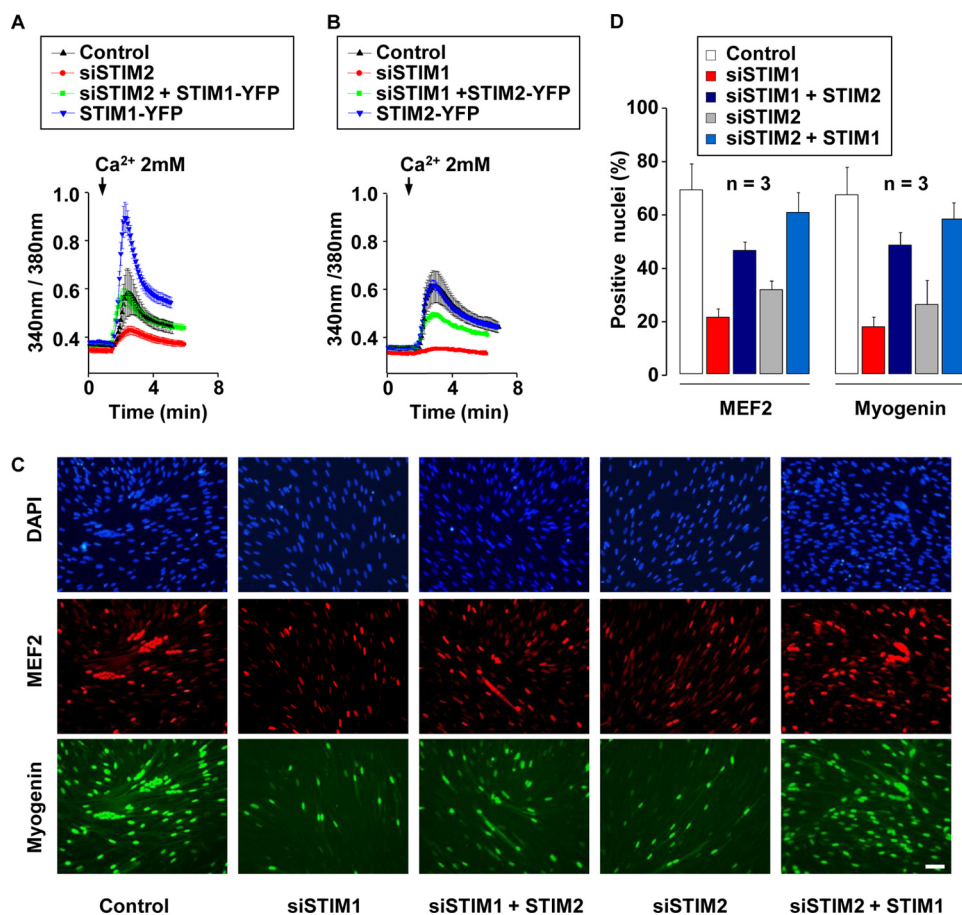 A
Control
siSTIM2
siSTIM2 + STIM1-YFP
STIM1-YFP
Ca²⁺ 2mM
340nm / 380nm
1.0
0.8
0.6
0.4
0
4
8
Time (min)
B
Control
siSTIM1
siSTIM1 +STIM2-YFP
STIM2-YFP
Ca²⁺ 2mM
340nm /380nm
1.0
0.8
0.6
0.4
0
4
8
Time (min)
D
Control
siSTIM1
siSTIM1 + STIM2
siSTIM2
siSTIM2 + STIM1
Positive nuclei (%)
100
80
60
40
20
0
n = 3
n = 3
MEF2
Myogenin
C
DAPI
MEF2
Myogenin
Control
siSTIM1
siSTIM1 + STIM2
siSTIM2
siSTIM2 + STIM1